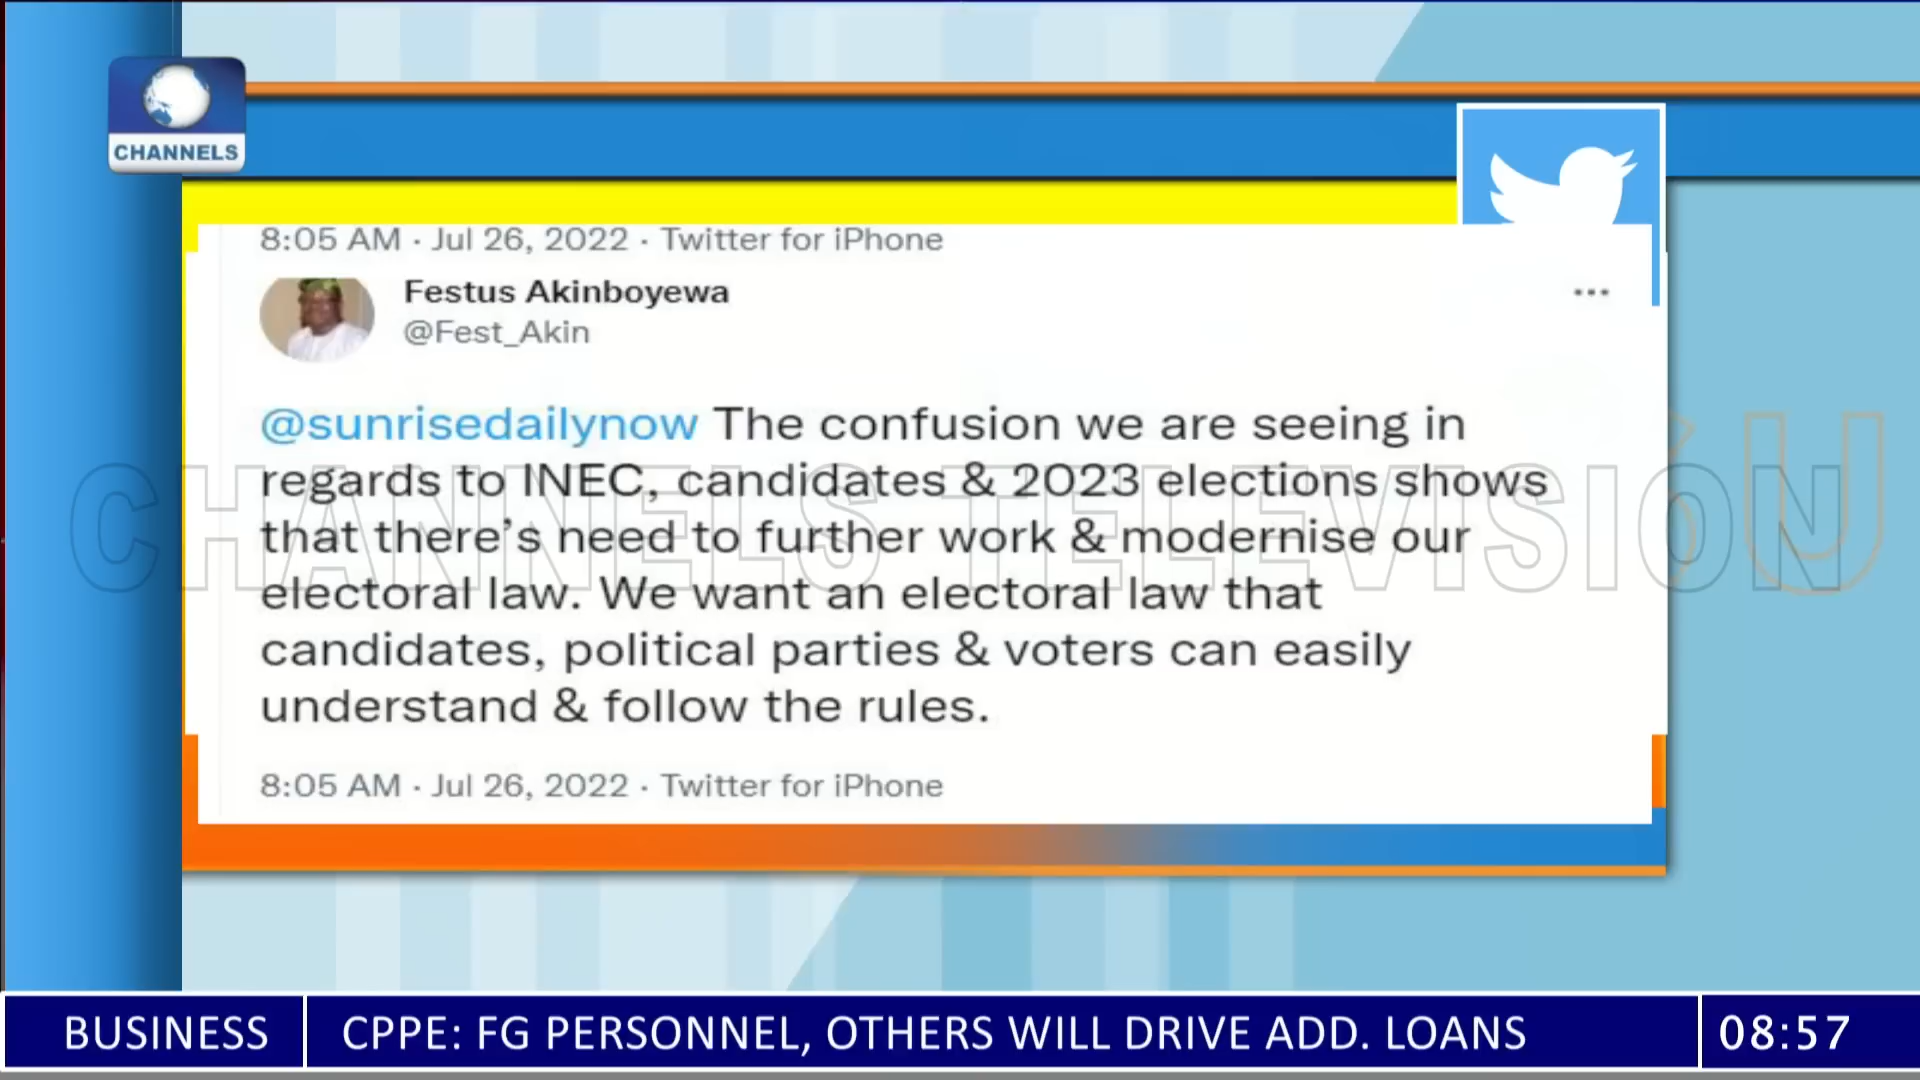 CHANNELS
8:05 AM · Jul 26, 2022 · Twitter for iPhone
Festus Akinboyewa
@Fest_Akin
@sunrisedailynow The confusion we are seeing in
regards to INEC, candidates & 2023 elections shows
that there's need to further work & modernise our
electoral law. We want an electoral law that
candidates, political parties & voters can easily
understand & follow the rules.
8:05 AM · Jul 26, 2022 · Twitter for iPhone
CHANNELS TELEVISION
BUSINESS
CPPE: FG PERSONNEL, OTHERS WILL DRIVE ADD. LOANS
08:57